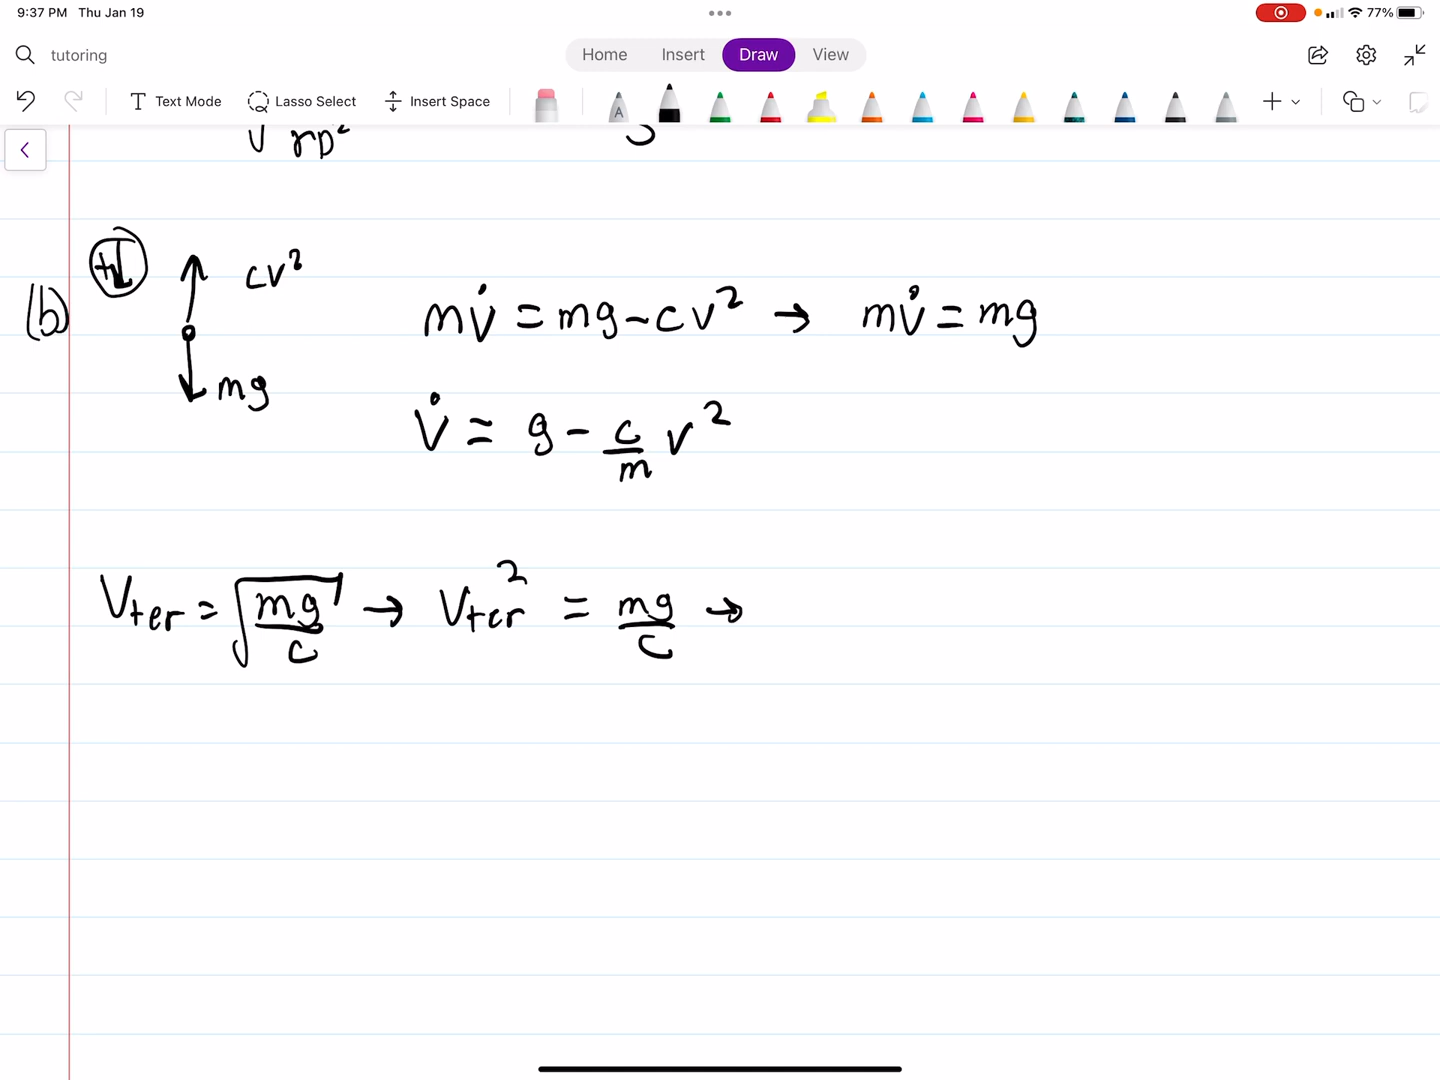 9:37 PM Thu Jan 19
77%
tutoring
Home Insert Draw View
Text Mode Lasso Select Insert Space
A
√ γD²
g
(b) +↓ cv²
mv̇ = mg - cv² → mv̇ = mg
mg
v̇ = g - c/m v²
Vter = √(mg/c) → Vter² = mg/c →